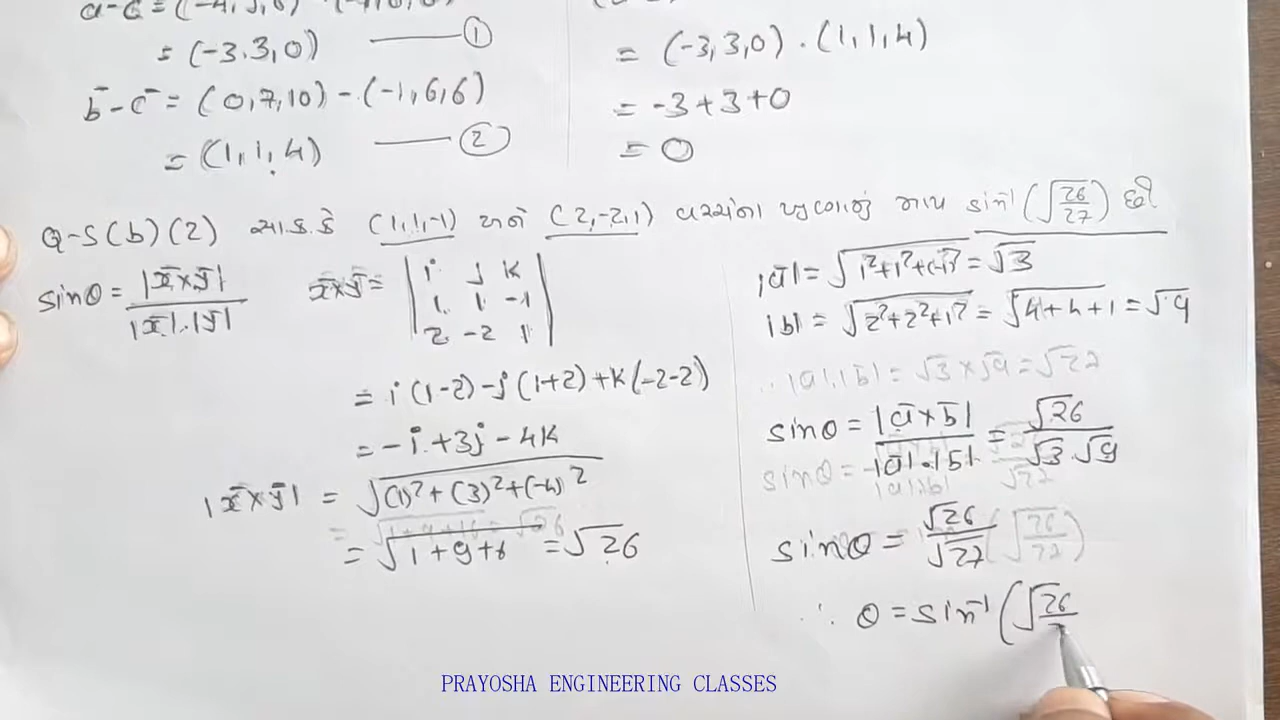 = (-3.3,0) —— ①
b̄ - c̄ = (0,7,10) - (-1,6,6)
= (1,1,4) —— ②
= (-3,3,0) . (1,1,4)
= -3+3+0
= 0
Q-5(b)(2) સા.ક.કે (1,1,-1) અને (2,-2,1) વચ્ચેના ખૂણાનું માપ sin⁻¹(√26/27) છે
sinθ = |x̄×ȳ| / |x̄|.|ȳ|
x̄×ȳ = | i j k |
| 1 1 -1 |
| 2 -2 1 |
= i(1-2) - j(1+2) + k(-2-2)
= -i + 3j - 4k
|x̄×ȳ| = √(1)²+(3)²+(-4)²
= √1+9+6 = √26
|ā| = √1²+1²+(-1)² = √3
|b| = √2²+2²+1² = √4+4+1 = √9
∴ |ā|.|b̄| = √3 × √9 = √27
sinθ = |ā×b̄| / |ā|.|b̄| = √26 / √3.√9
sinθ = √26 / √27
∴ θ = sin⁻¹(√26
PRAYOSHA ENGINEERING CLASSES